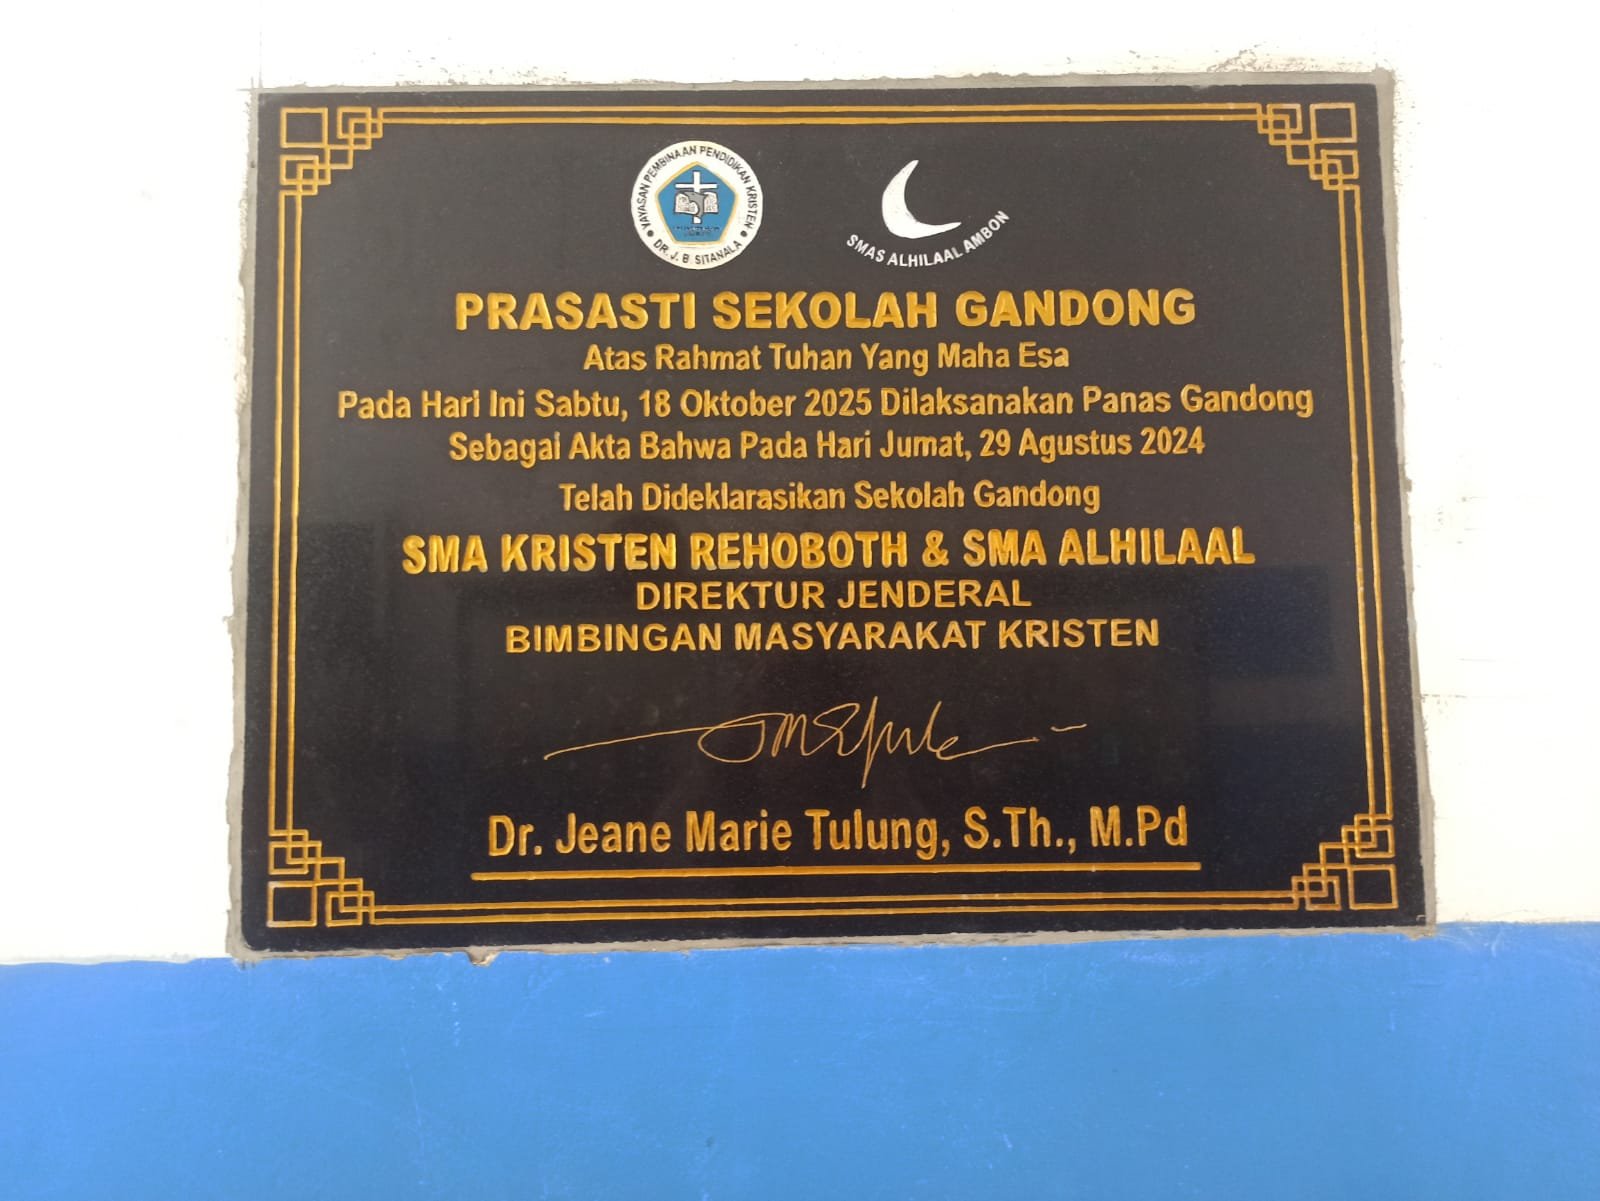 YAYASAN PEMBINAAN PENDIDIKAN KRISTEN
DR. J. B SITANALA
SMAS ALHILAAL AMBON
PRASASTI SEKOLAH GANDONG
Atas Rahmat Tuhan Yang Maha Esa
Pada Hari Ini Sabtu, 18 Oktober 2025 Dilaksanakan Panas Gandong
Sebagai Akta Bahwa Pada Hari Jumat, 29 Agustus 2024
Telah Dideklarasikan Sekolah Gandong
SMA KRISTEN REHOBOTH & SMA ALHILAAL
DIREKTUR JENDERAL
BIMBINGAN MASYARAKAT KRISTEN
Dr. Jeane Marie Tulung, S.Th., M.Pd